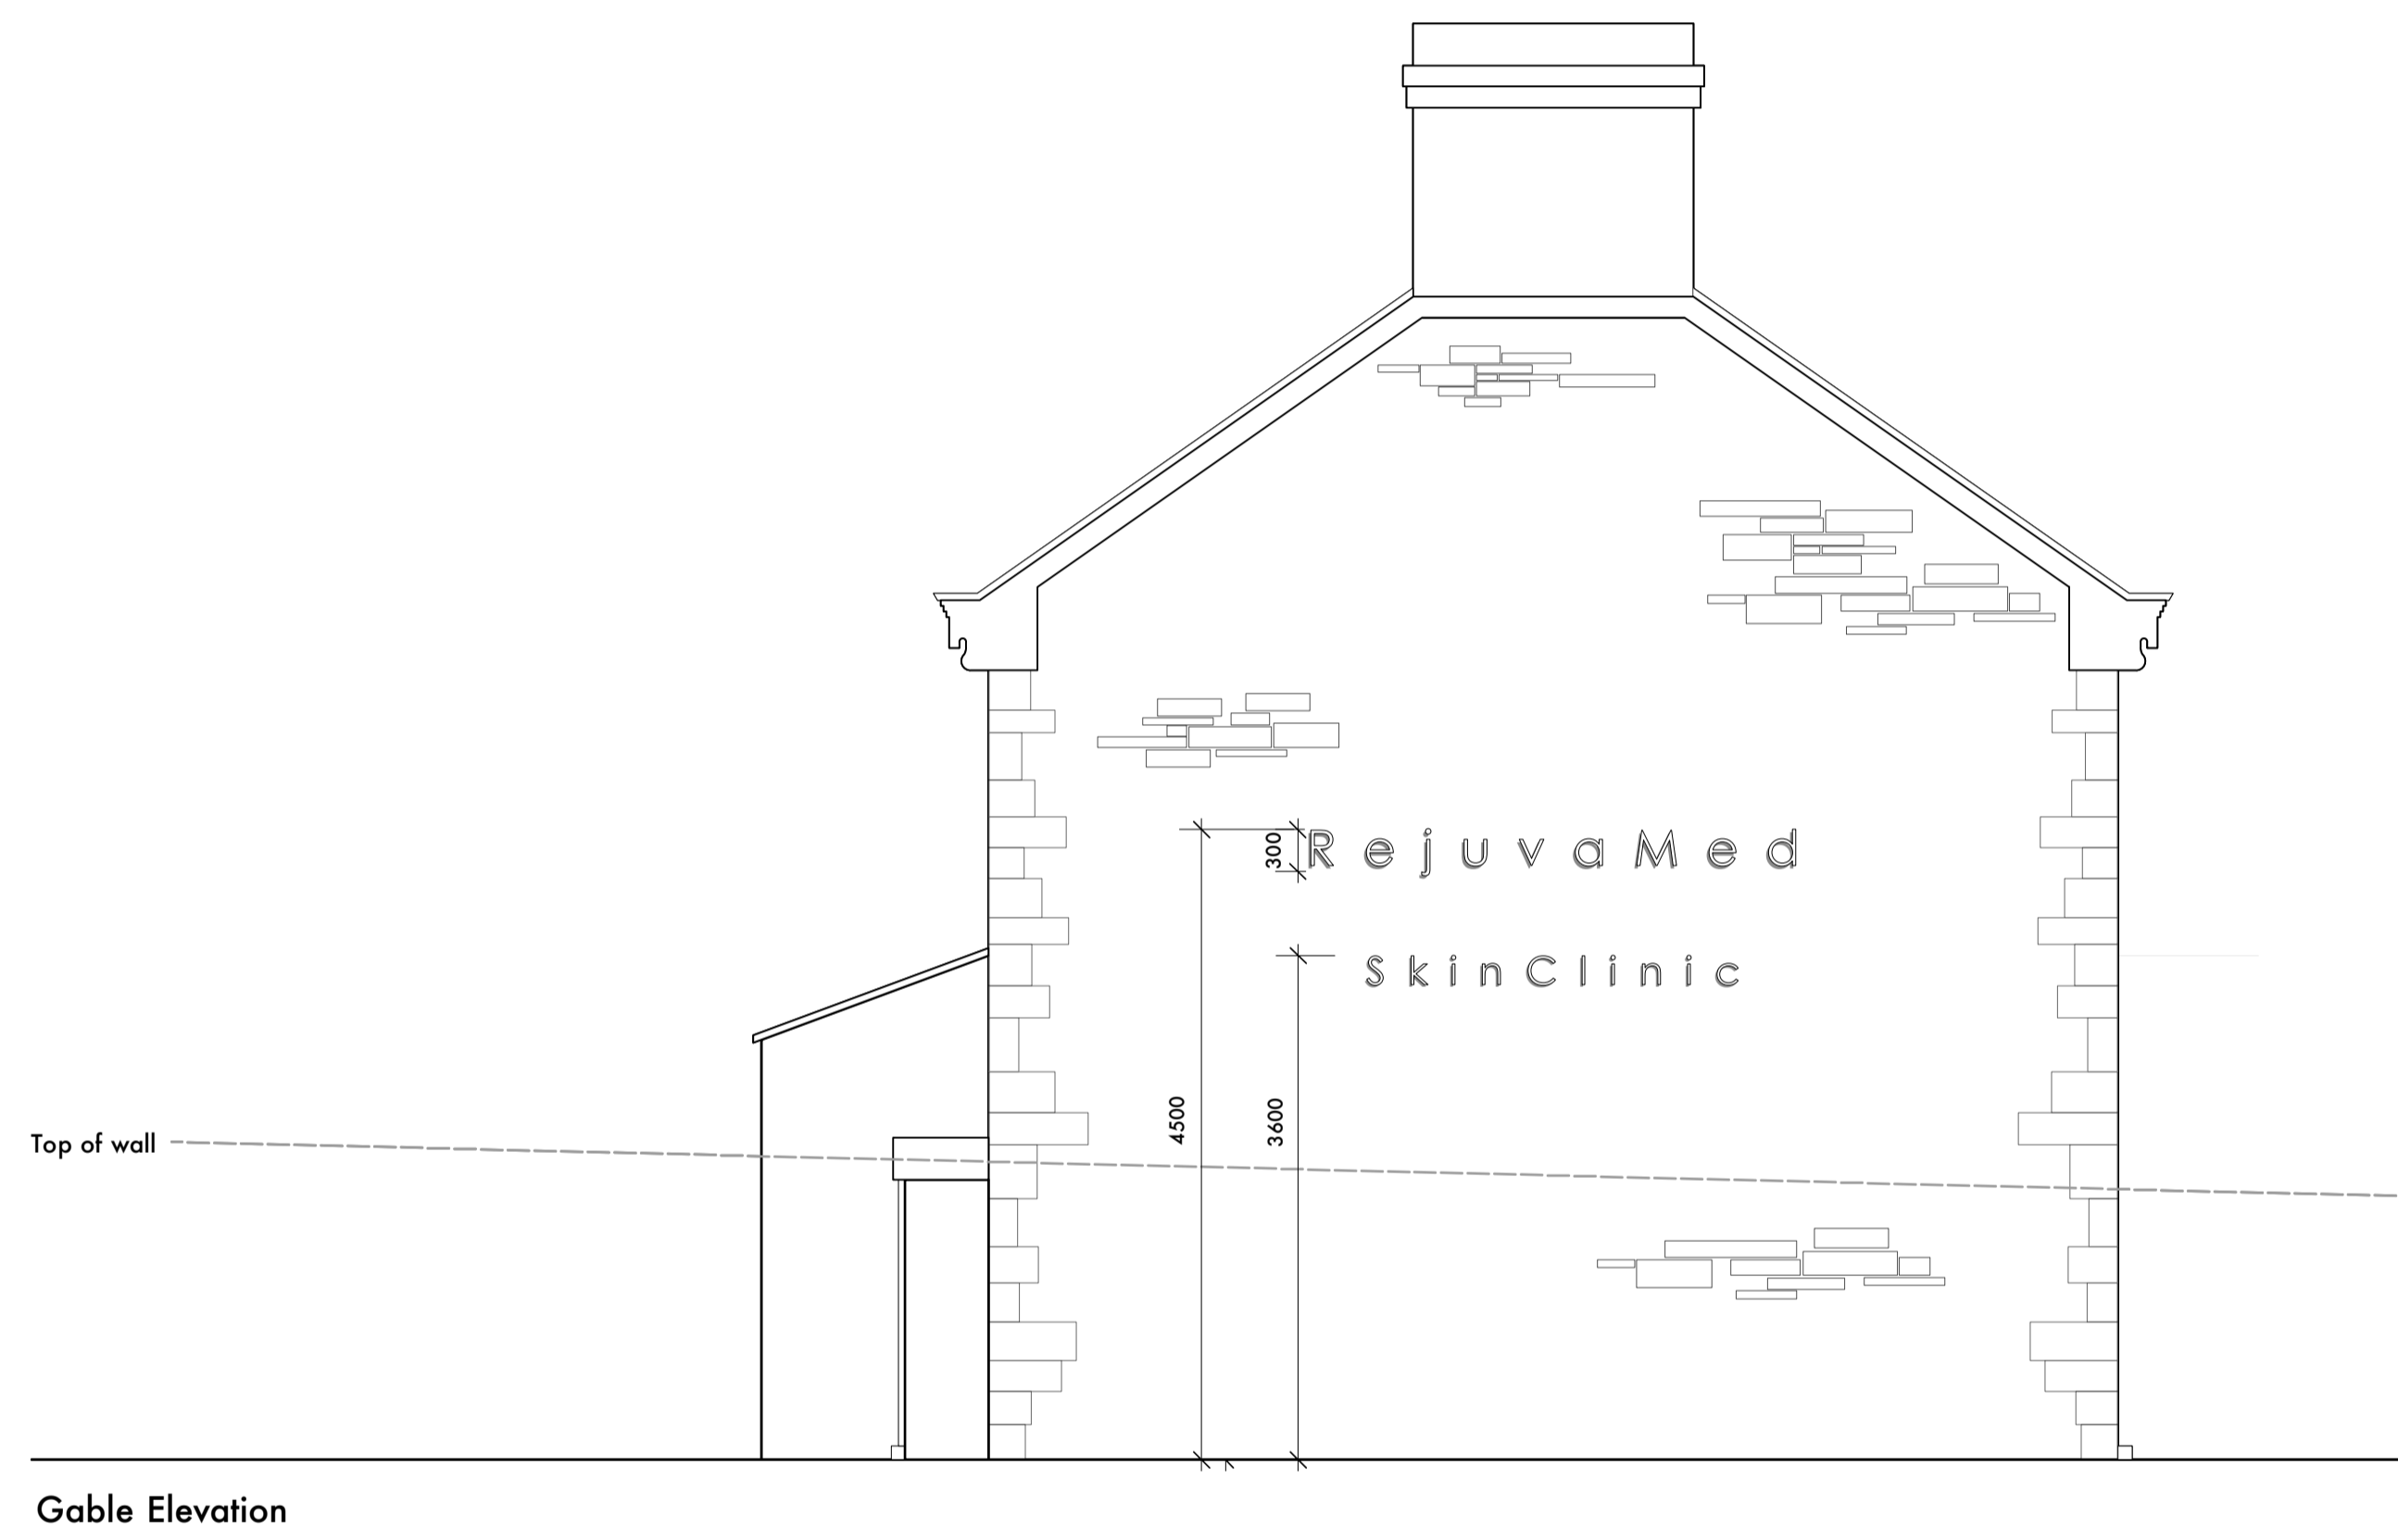 300
RejuvaMed
SkinClinic
4500
3600
Top of wall
Gable Elevation